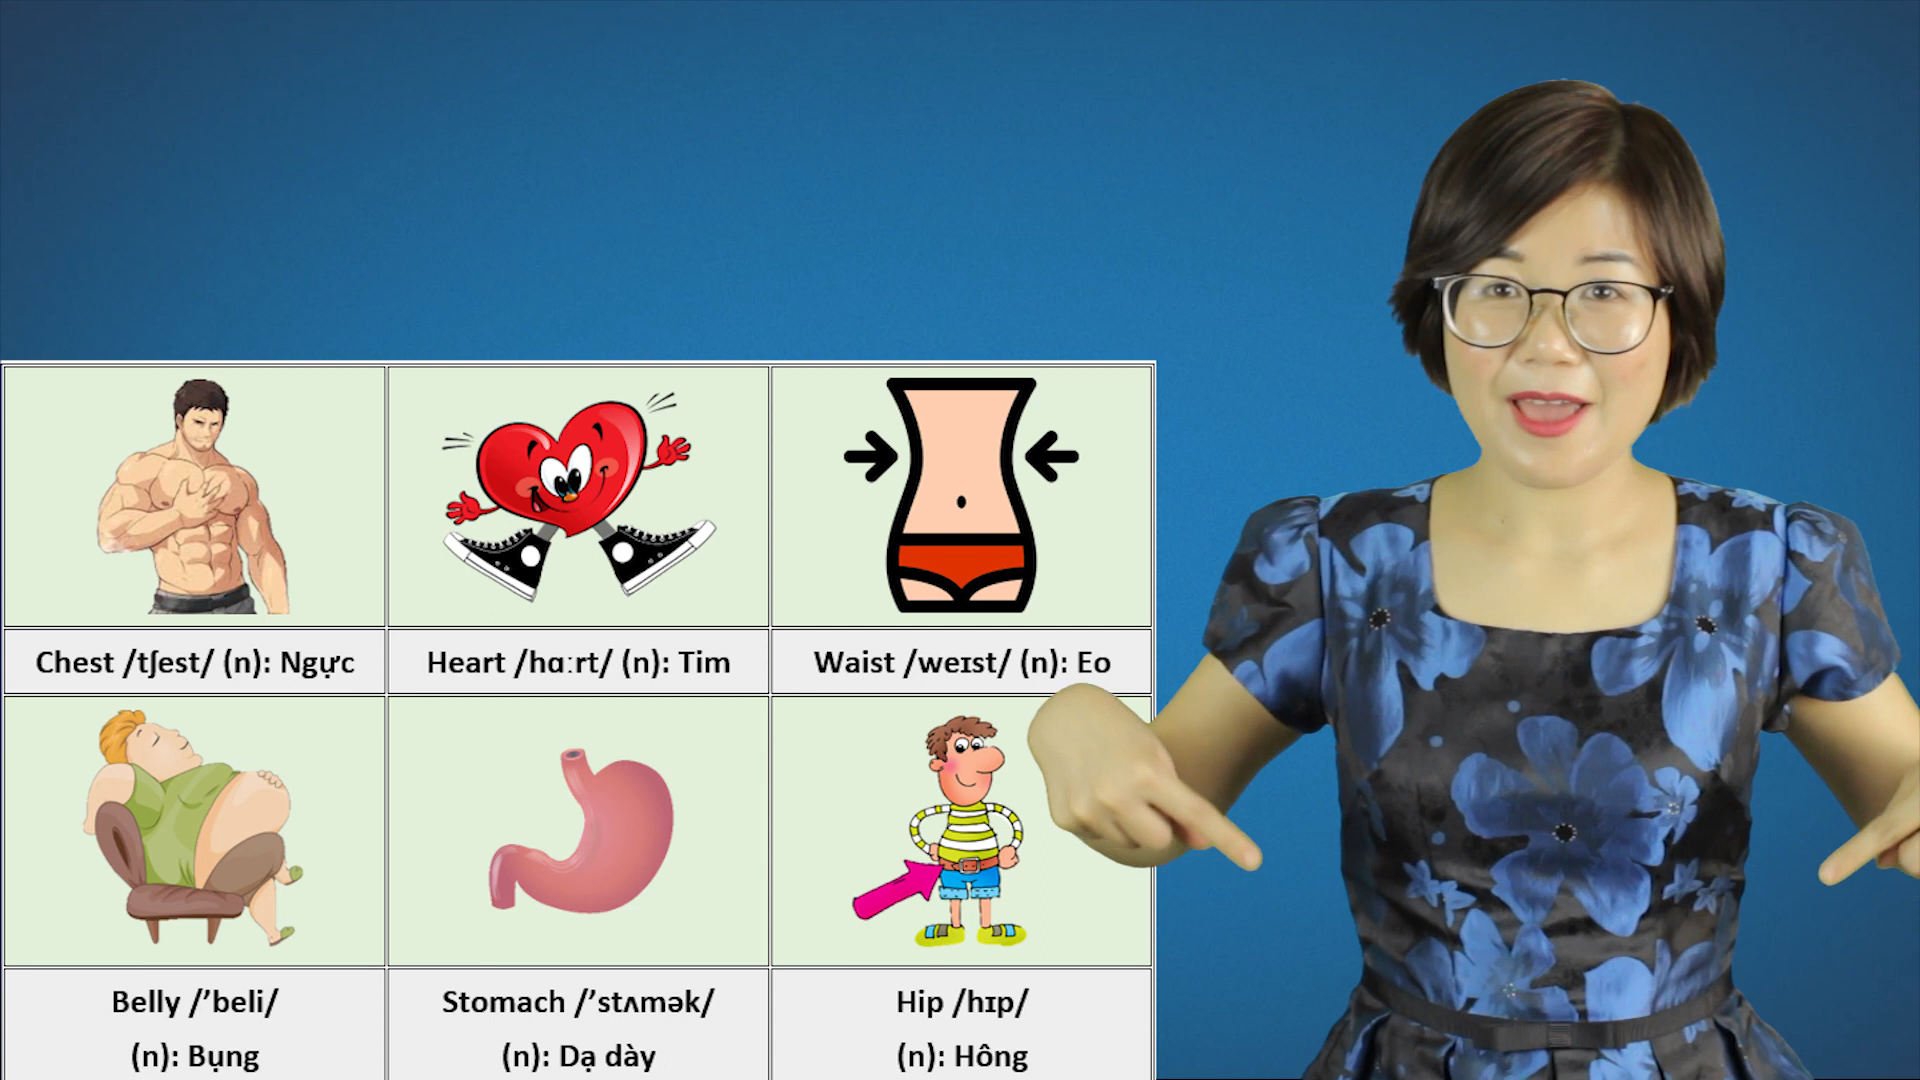 Chest /tʃest/ (n): Ngực
Heart /hɑːrt/ (n): Tim
Waist /weɪst/ (n): Eo
Belly /’beli/
(n): Bụng
Stomach /’stʌmək/
(n): Dạ dày
Hip /hɪp/
(n): Hông